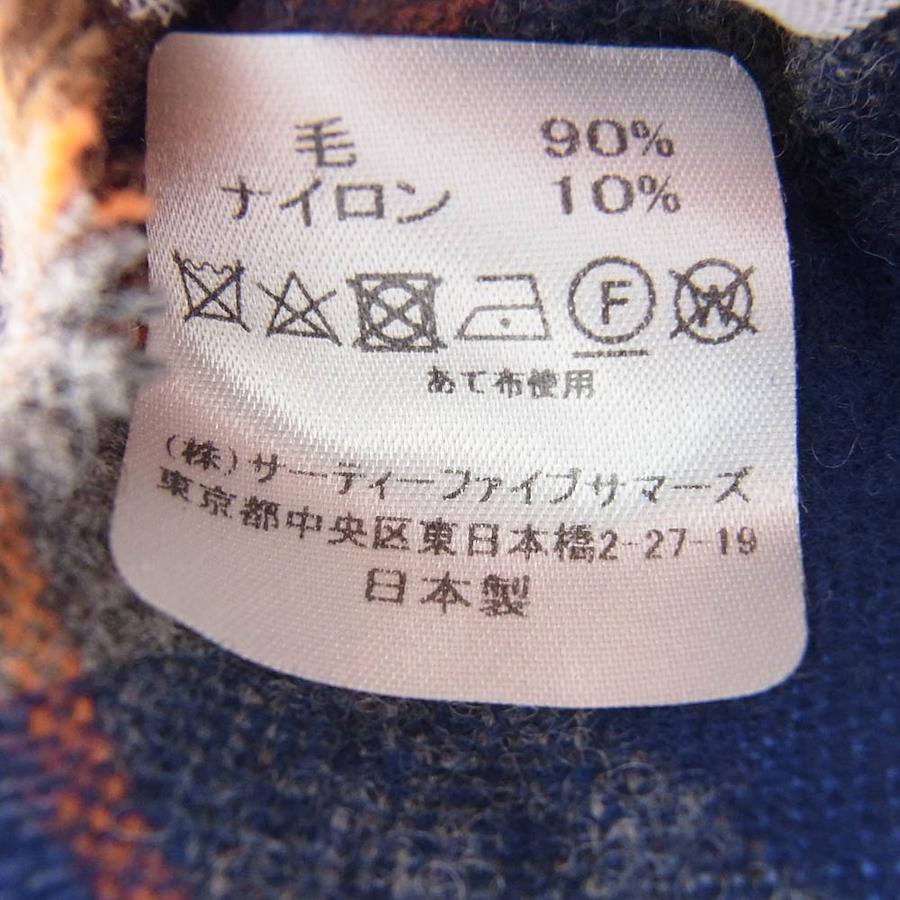 毛 90%
ナイロン 10%
F W
あて布使用
(株)サーティーファイブサマーズ
東京都中央区東日本橋2-27-19
日本製